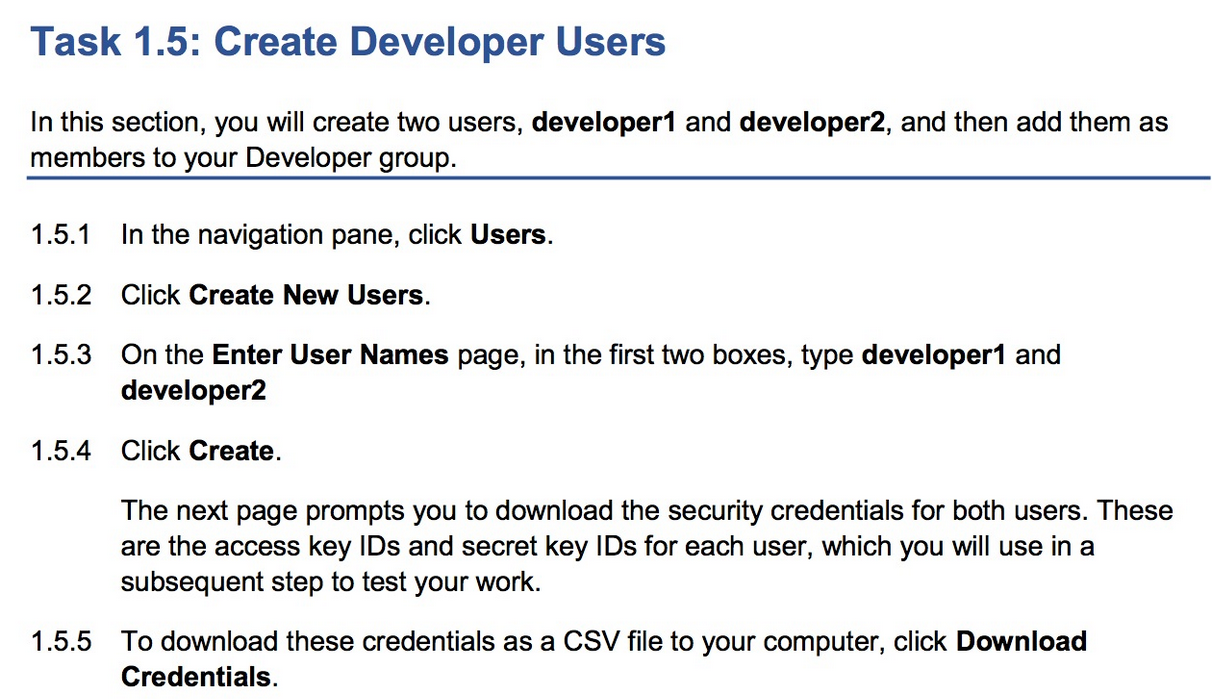 Task 1.5: Create Developer Users
In this section, you will create two users, developer1 and developer2, and then add them as
members to your Developer group.
1.5.1 In the navigation pane, click Users.
1.5.2 Click Create New Users.
1.5.3 On the Enter User Names page, in the first two boxes, type developer1 and
developer2
1.5.4 Click Create.
The next page prompts you to download the security credentials for both users. These
are the access key IDs and secret key IDs for each user, which you will use in a
subsequent step to test your work.
1.5.5 To download these credentials as a CSV file to your computer, click Download
Credentials.